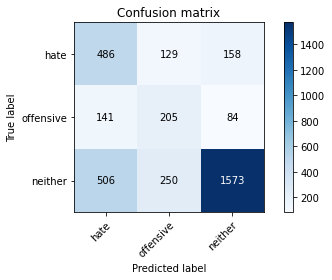 Confusion matrix
hate 486 129 158
offensive 141 205 84
neither 506 250 1573
hate offensive neither
True label
Predicted label
1400
1200
1000
800
600
400
200